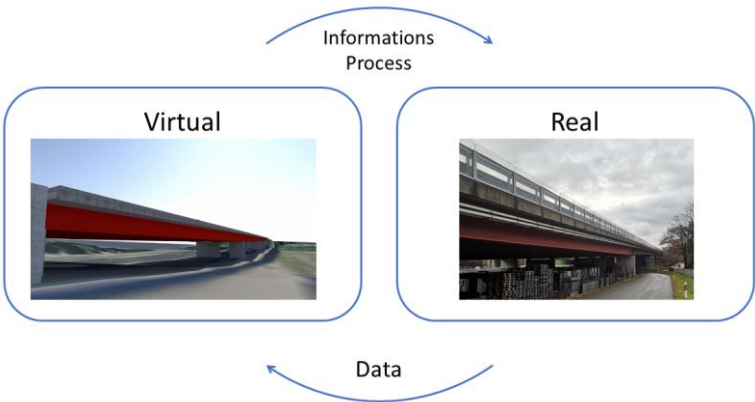 Informations
Process
Virtual
Real
Data